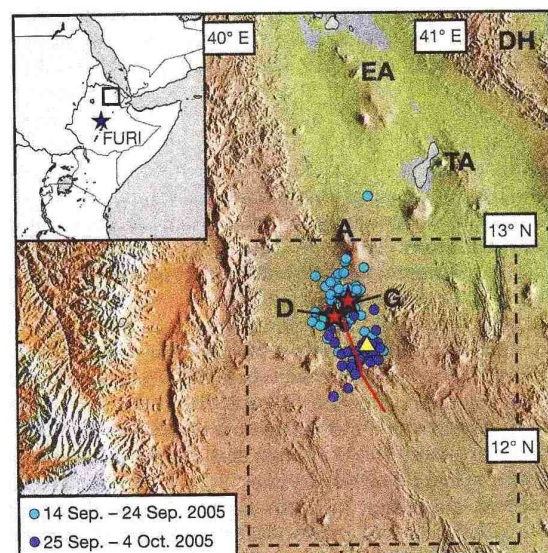 40° E
41° E
DH
EA
FURI
TA
13° N
A
D
G
12° N
14 Sep. – 24 Sep. 2005
25 Sep. – 4 Oct. 2005